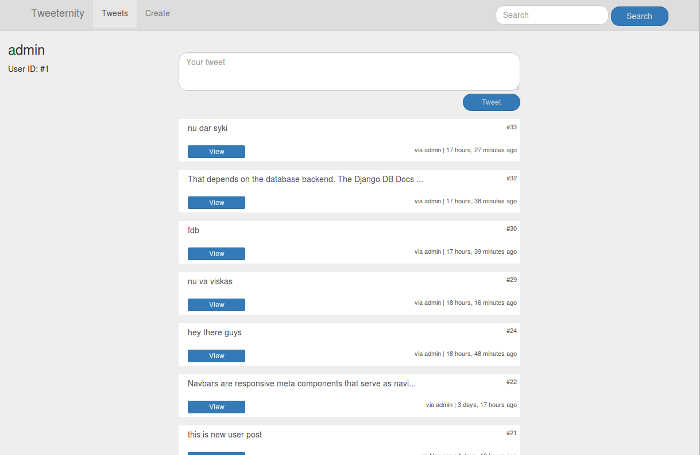 Tweeternity Tweets Create Search Search
admin
User ID: #1
Your tweet
Tweet
nu dar syki #33
View via admin | 17 hours, 27 minutes ago
That depends on the database backend. The Django DB Docs ... #32
View via admin | 17 hours, 38 minutes ago
fdb #30
View via admin | 17 hours, 39 minutes ago
nu va viskas #29
View via admin | 18 hours, 16 minutes ago
hey there guys #24
View via admin | 18 hours, 48 minutes ago
Navbars are responsive meta components that serve as navi... #22
View via admin | 3 days, 17 hours ago
this is new user post #21